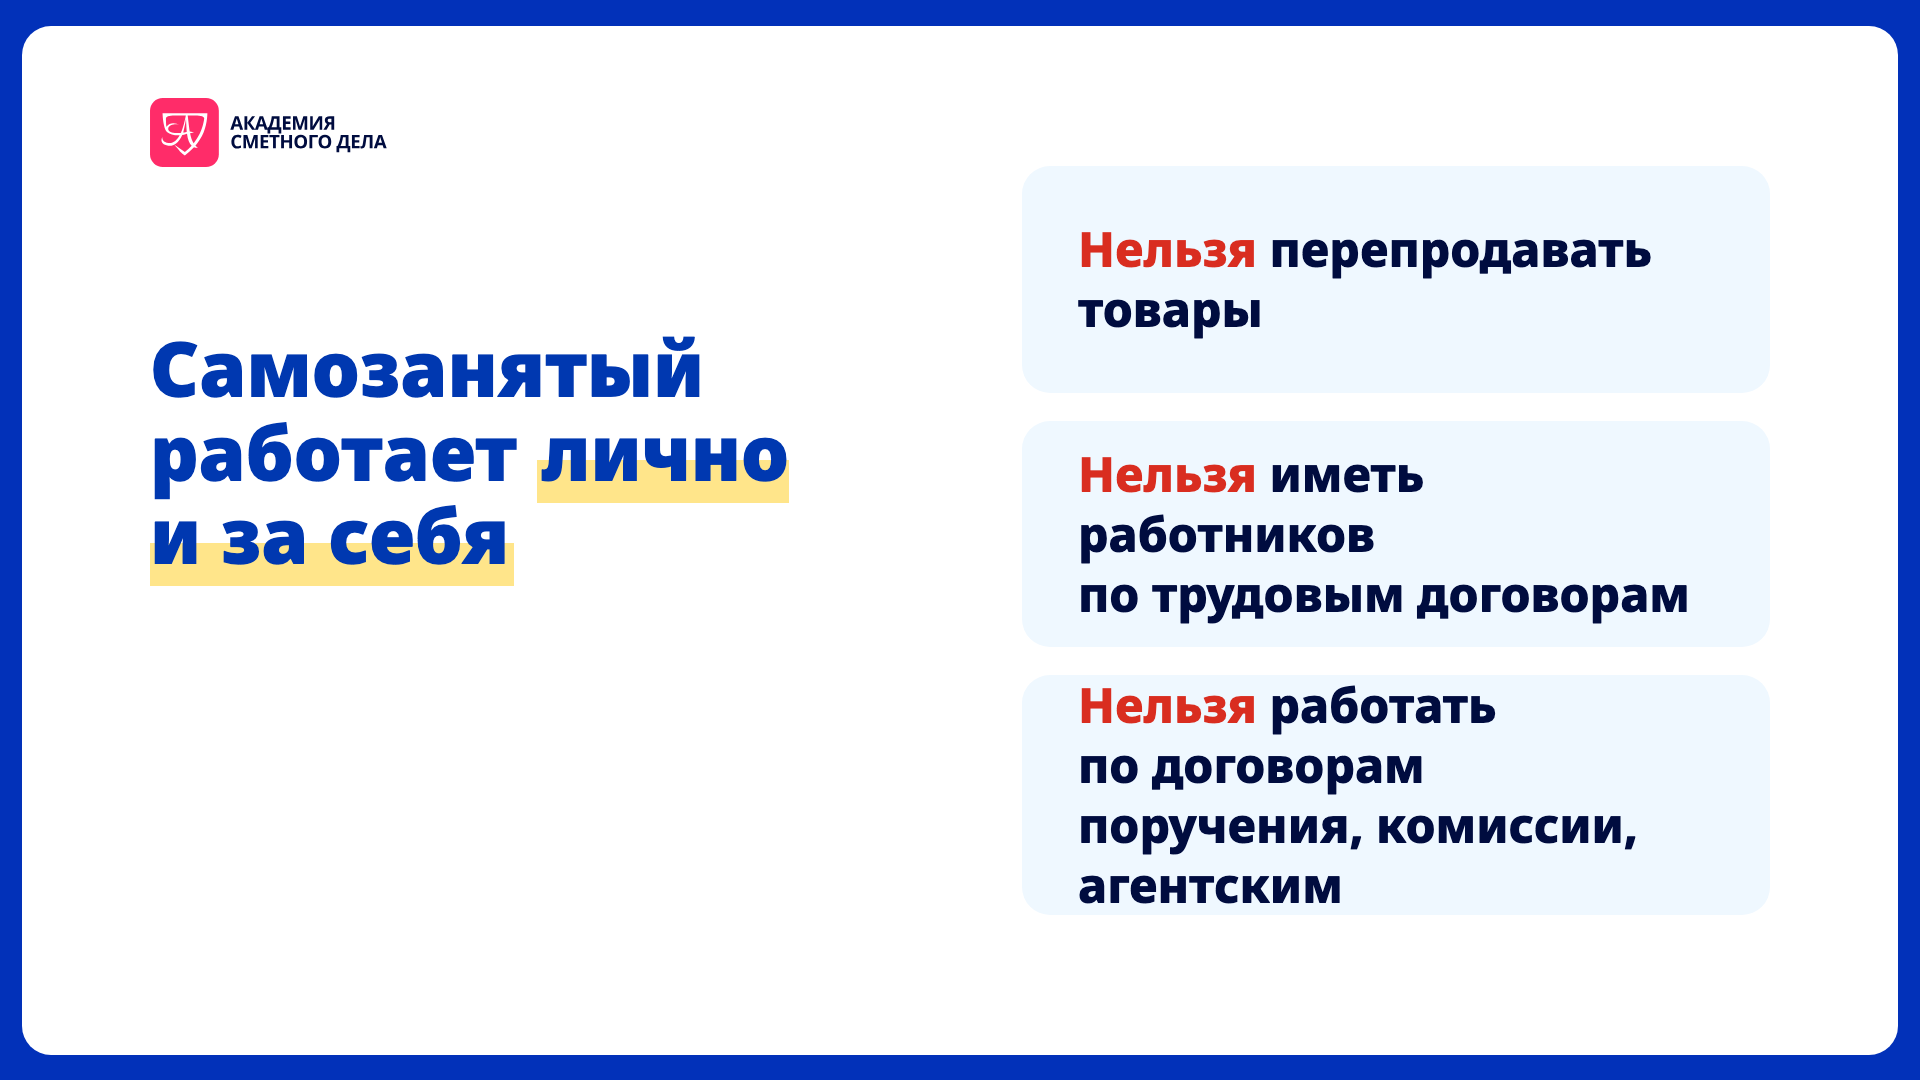 АКАДЕМИЯ
СМЕТНОГО ДЕЛА
Самозанятый
работает лично
и за себя
Нельзя перепродавать
товары
Нельзя иметь
работников
по трудовым договорам
Нельзя работать
по договорам
поручения, комиссии,
агентским